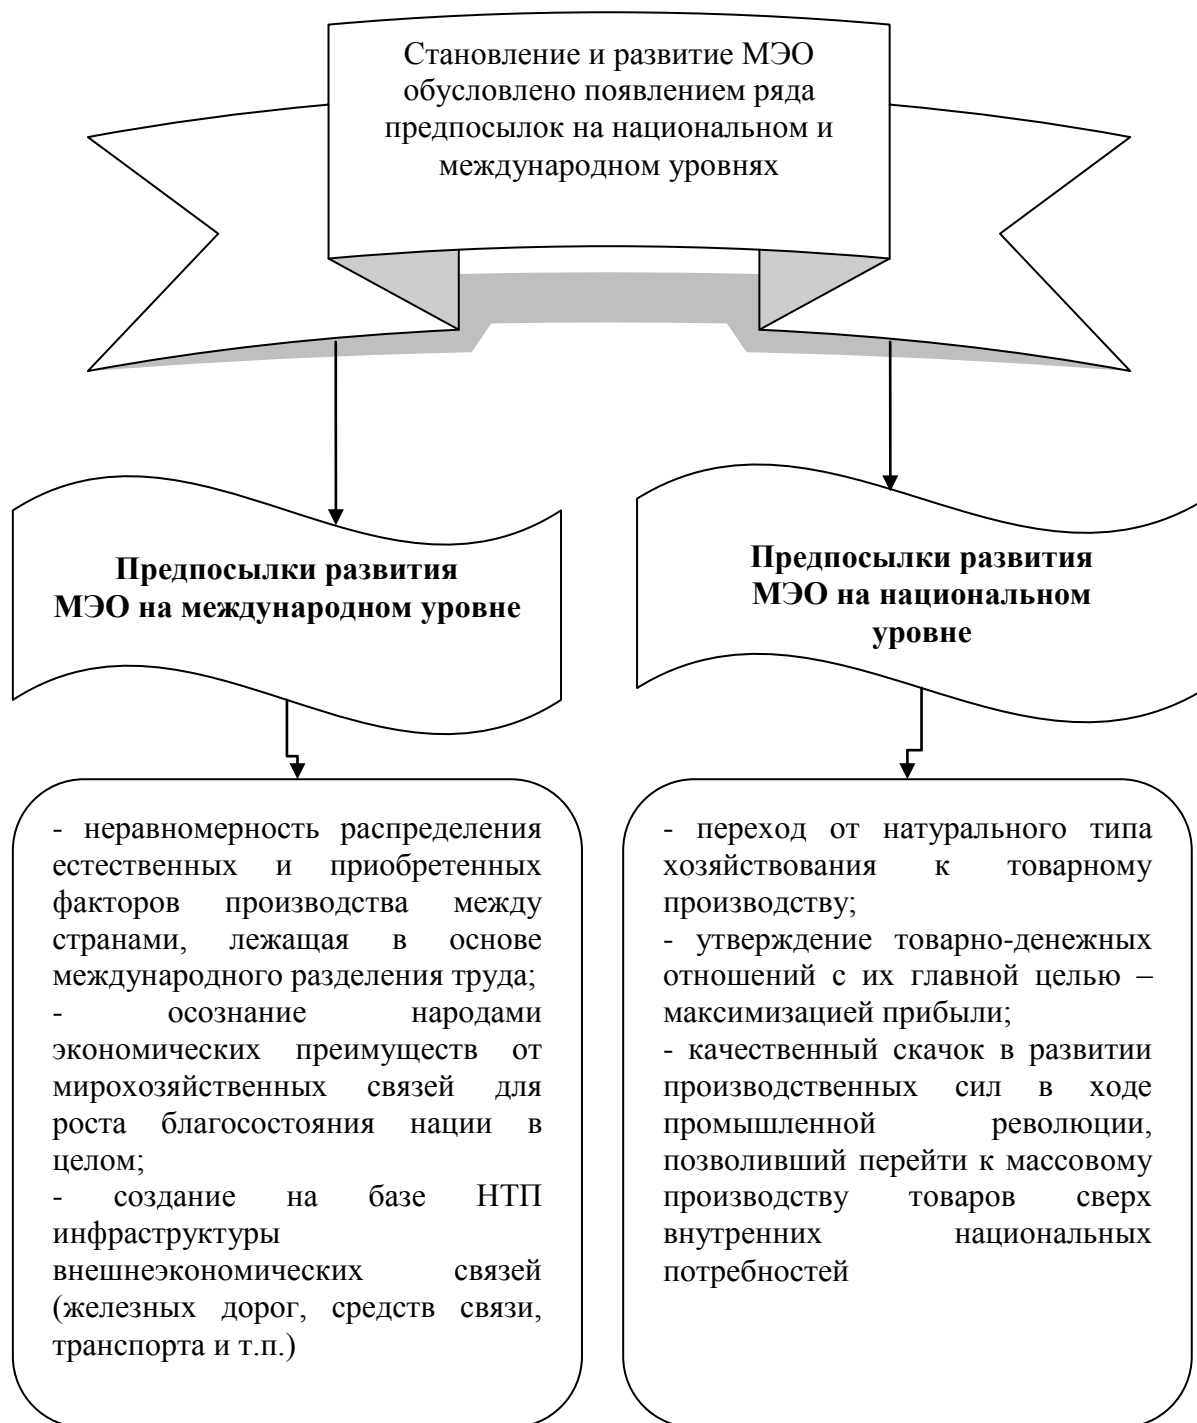 Становление и развитие МЭО
обусловлено появлением ряда
предпосылок на национальном и
международном уровнях
Предпосылки развития
МЭО на международном уровне
Предпосылки развития
МЭО на национальном
уровне
- неравномерность распределения
естественных и приобретенных
факторов производства между
странами, лежащая в основе
международного разделения труда;
- осознание народами
экономических преимуществ от
мирохозяйственных связей для
роста благосостояния нации в
целом;
- создание на базе НТП
инфраструктуры
внешнеэкономических связей
(железных дорог, средств связи,
транспорта и т.п.)
- переход от натурального типа
хозяйствования к товарному
производству;
- утверждение товарно-денежных
отношений с их главной целью –
максимизацией прибыли;
- качественный скачок в развитии
производственных сил в ходе
промышленной революции,
позволивший перейти к массовому
производству товаров сверх
внутренних национальных
потребностей